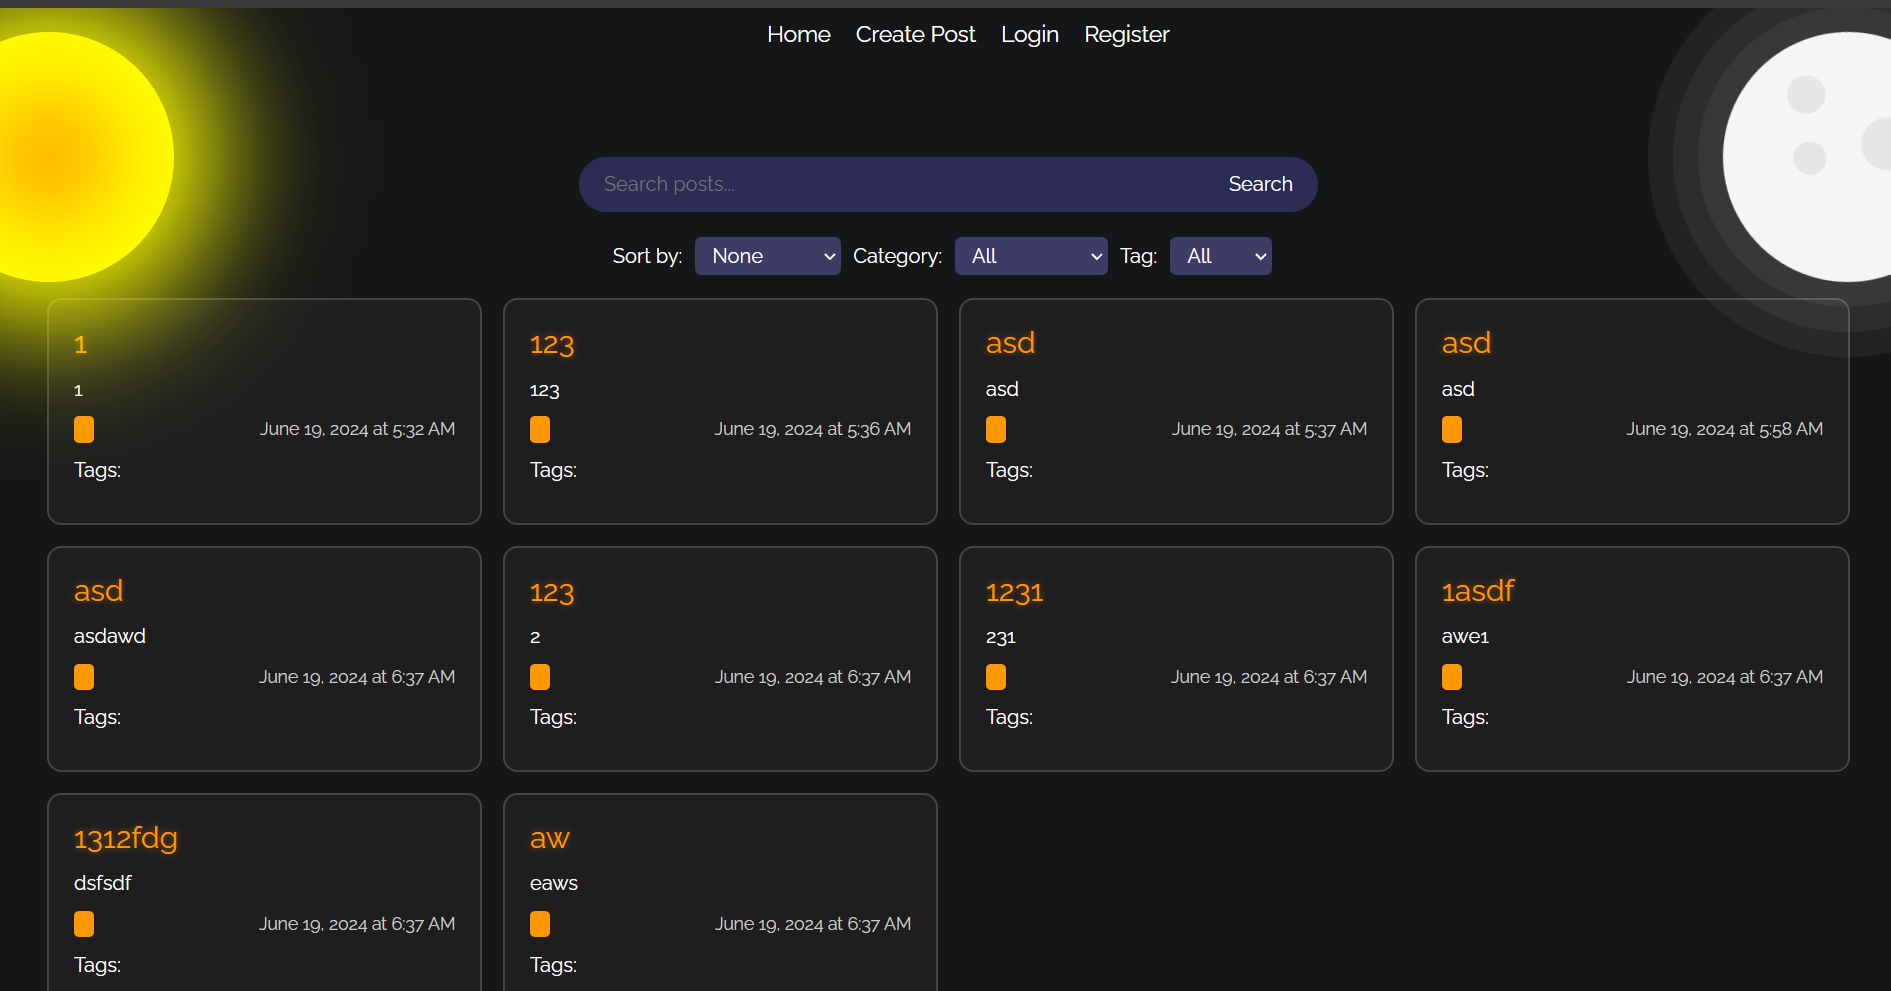 Home Create Post Login Register
Search posts... Search
Sort by: None Category: All Tag: All
1
1
June 19, 2024 at 5:32 AM
Tags:
123
123
June 19, 2024 at 5:36 AM
Tags:
asd
asd
June 19, 2024 at 5:37 AM
Tags:
asd
asd
June 19, 2024 at 5:58 AM
Tags:
asd
asdawd
June 19, 2024 at 6:37 AM
Tags:
123
2
June 19, 2024 at 6:37 AM
Tags:
1231
231
June 19, 2024 at 6:37 AM
Tags:
1asdf
awe1
June 19, 2024 at 6:37 AM
Tags:
1312fdg
dsfsdf
June 19, 2024 at 6:37 AM
Tags:
aw
eaws
June 19, 2024 at 6:37 AM
Tags: